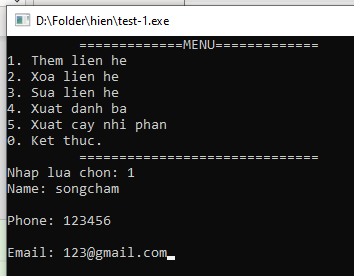 D:\Folder\hien\test-1.exe
=============MENU=============
1. Them lien he
2. Xoa lien he
3. Sua lien he
4. Xuat danh ba
5. Xuat cay nhi phan
0. Ket thuc.
==============================
Nhap lua chon: 1
Name: songcham
Phone: 123456
Email: 123@gmail.com